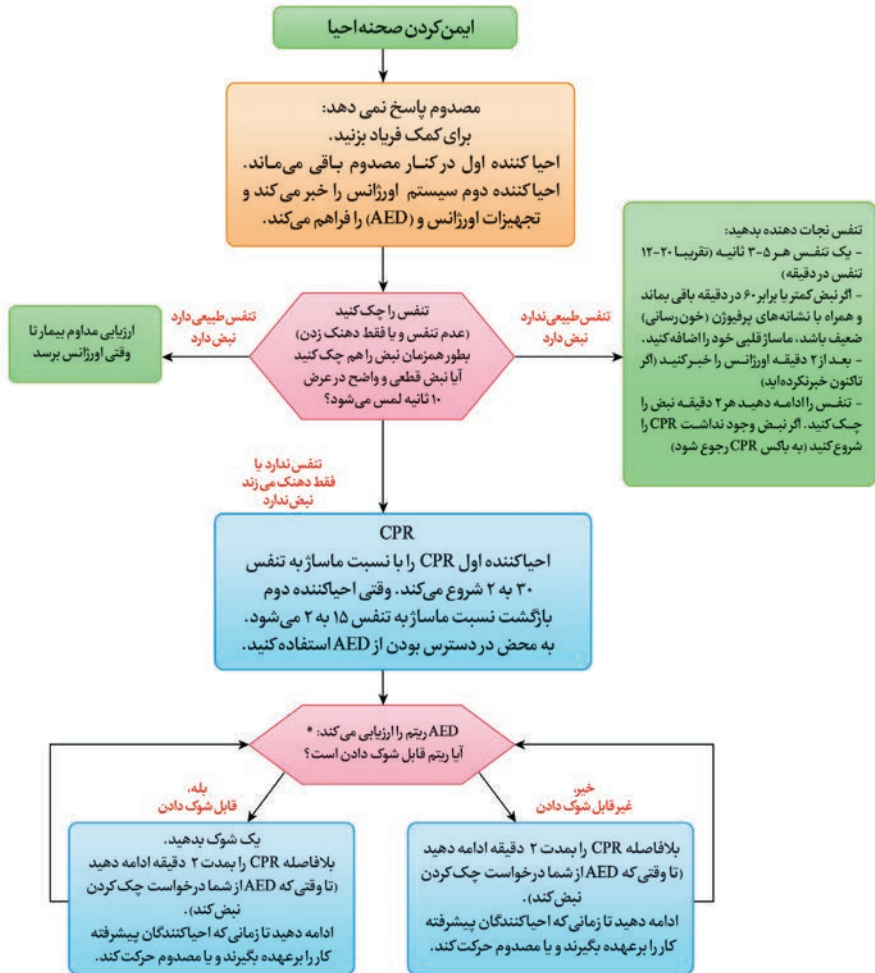 ایمن کردن صحنه احیا
مصدوم پاسخ نمی دهد:
برای کمک فریاد بزنید.
احیا کننده اول در کنار مصدوم باقی می‌ماند.
احیا کننده دوم سیستم اورژانس را خبر می کند و
تجهیزات اورژانس و (AED) را فراهم می‌کند.
تنفس نجات دهنده بدهید:
- یک تنفس هر ۵-۳ ثانیه (تقریبا ۲۰-۱۲
تنفس در دقیقه)
- اگر نبض کمتر یا برابر ۶۰ در دقیقه باقی بماند
و همراه با نشانه‌های پرفیوژن (خون رسانی)
ضعیف باشد، ماساژ قلبی خود را اضافه کنید.
- بعد از ۲ دقیقه اورژانس را خبر کنید (اگر
تاکنون خبرنکرده‌اید)
- تنفس را ادامه دهید هر ۲ دقیقه نبض را
چک کنید. اگر نبض وجود نداشت CPR را
شروع کنید (به باکس CPR رجوع شود)
تنفس طبیعی ندارد
نبض دارد
تنفس را چک کنید
(عدم تنفس و یا فقط دهنک زدن)
بطور همزمان نبض را هم چک کنید
آیا نبض قطعی و واضح در عرض
۱۰ ثانیه لمس می‌شود؟
تنفس طبیعی دارد
نبض دارد
ارزیابی مداوم بیمار تا
وقتی اورژانس برسد
تنفس ندارد یا
فقط دهنک می زند
نبض ندارد
CPR
احیاکننده اول CPR را با نسبت ماساژ به تنفس
۳۰ به ۲ شروع می‌کند. وقتی احیاکننده دوم
بازگشت نسبت ماساژ به تنفس ۱۵ به ۲ می‌شود.
به محض در دسترس بودن از AED استفاده کنید.
AED ریتم را ارزیابی می‌کند: *
آیا ریتم قابل شوک دادن است؟
خیر،
غیرقابل شوک دادن
بله،
قابل شوک دادن
بلافاصله CPR را بمدت ۲ دقیقه ادامه دهید
(تا وقتی که AED از شما درخواست چک کردن
نبض کند).
ادامه دهید تا زمانی که احیاکنندگان پیشرفته
کار را برعهده بگیرند و یا مصدوم حرکت کند.
یک شوک بدهید.
بلافاصله CPR را بمدت ۲ دقیقه ادامه دهید
(تا وقتی که AED از شما درخواست چک کردن
نبض کند).
ادامه دهید تا زمانی که احیاکنندگان پیشرفته
کار را برعهده بگیرند و یا مصدوم حرکت کند.